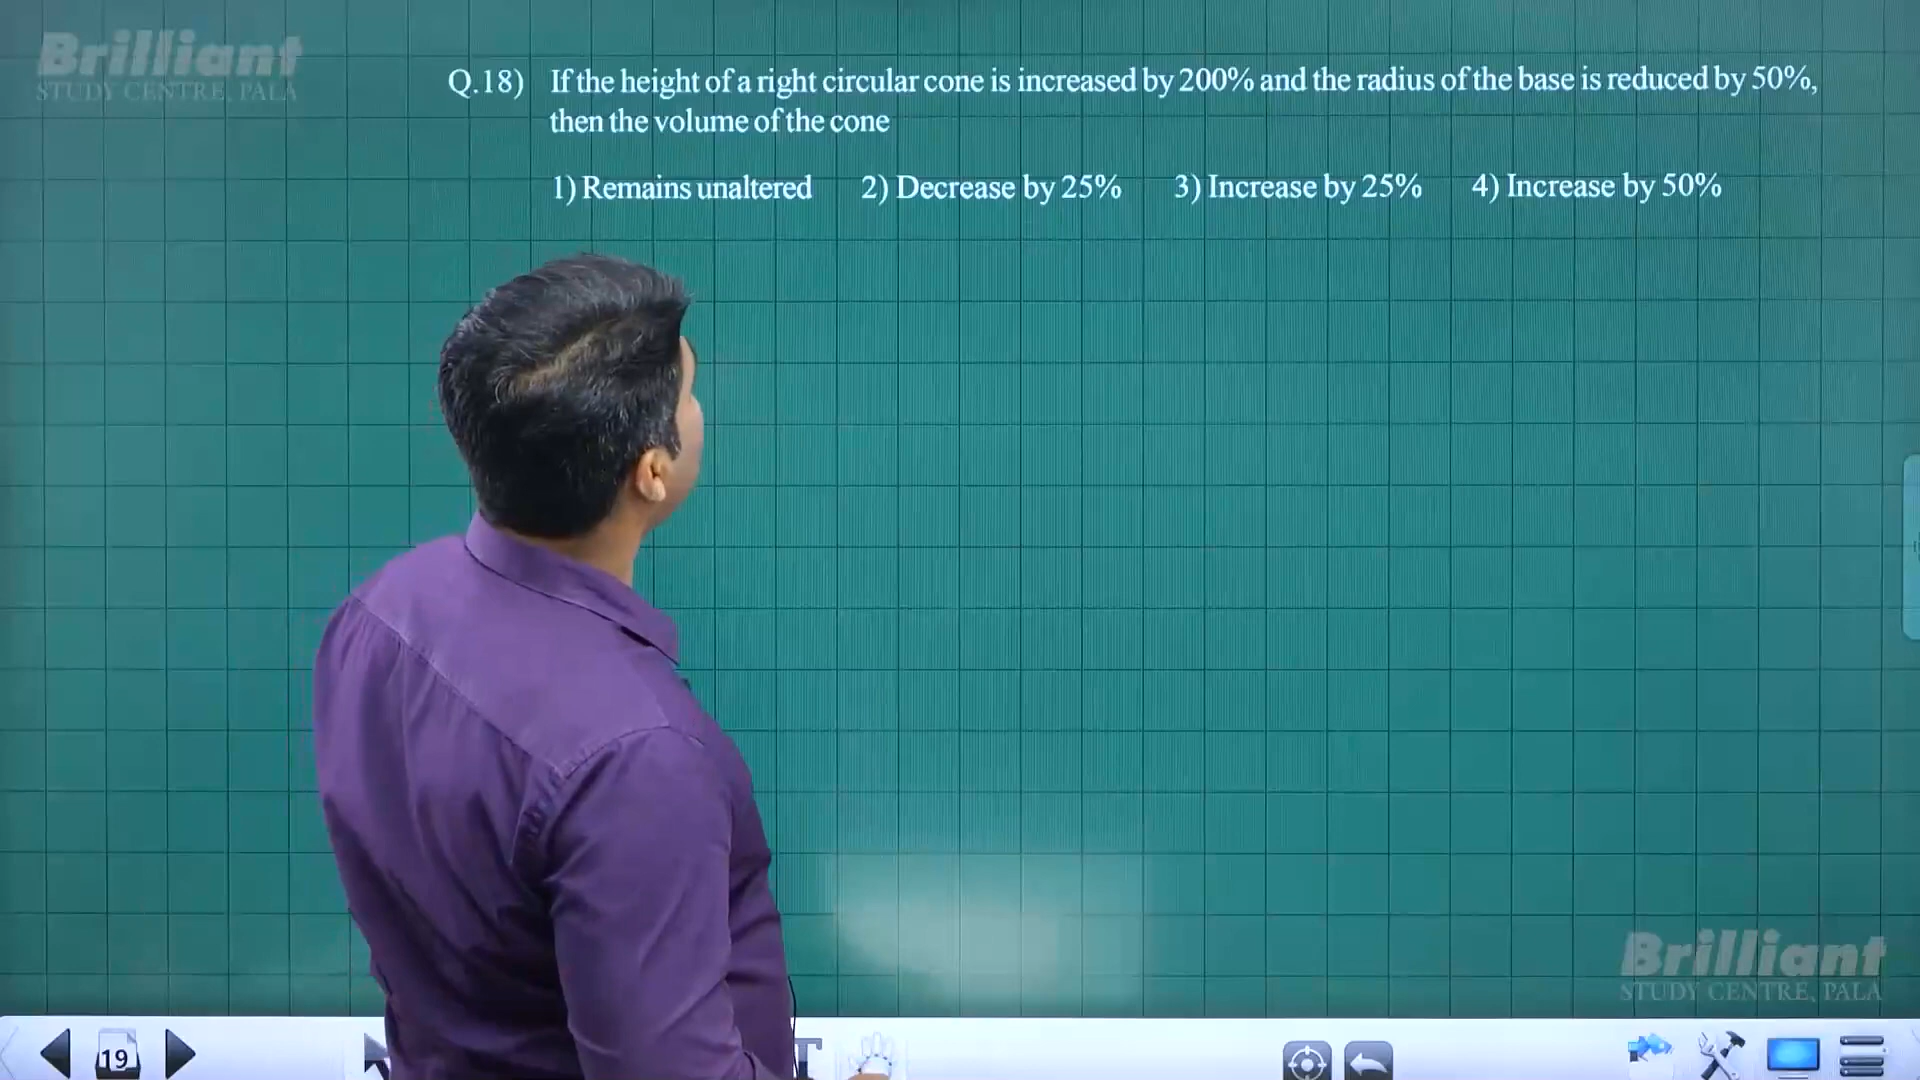 Brilliant
STUDY CENTRE, PALA
Q.18) If the height of a right circular cone is increased by 200% and the radius of the base is reduced by 50%,
then the volume of the cone
1) Remains unaltered 2) Decrease by 25% 3) Increase by 25% 4) Increase by 50%
Brilliant
STUDY CENTRE, PALA
19
T